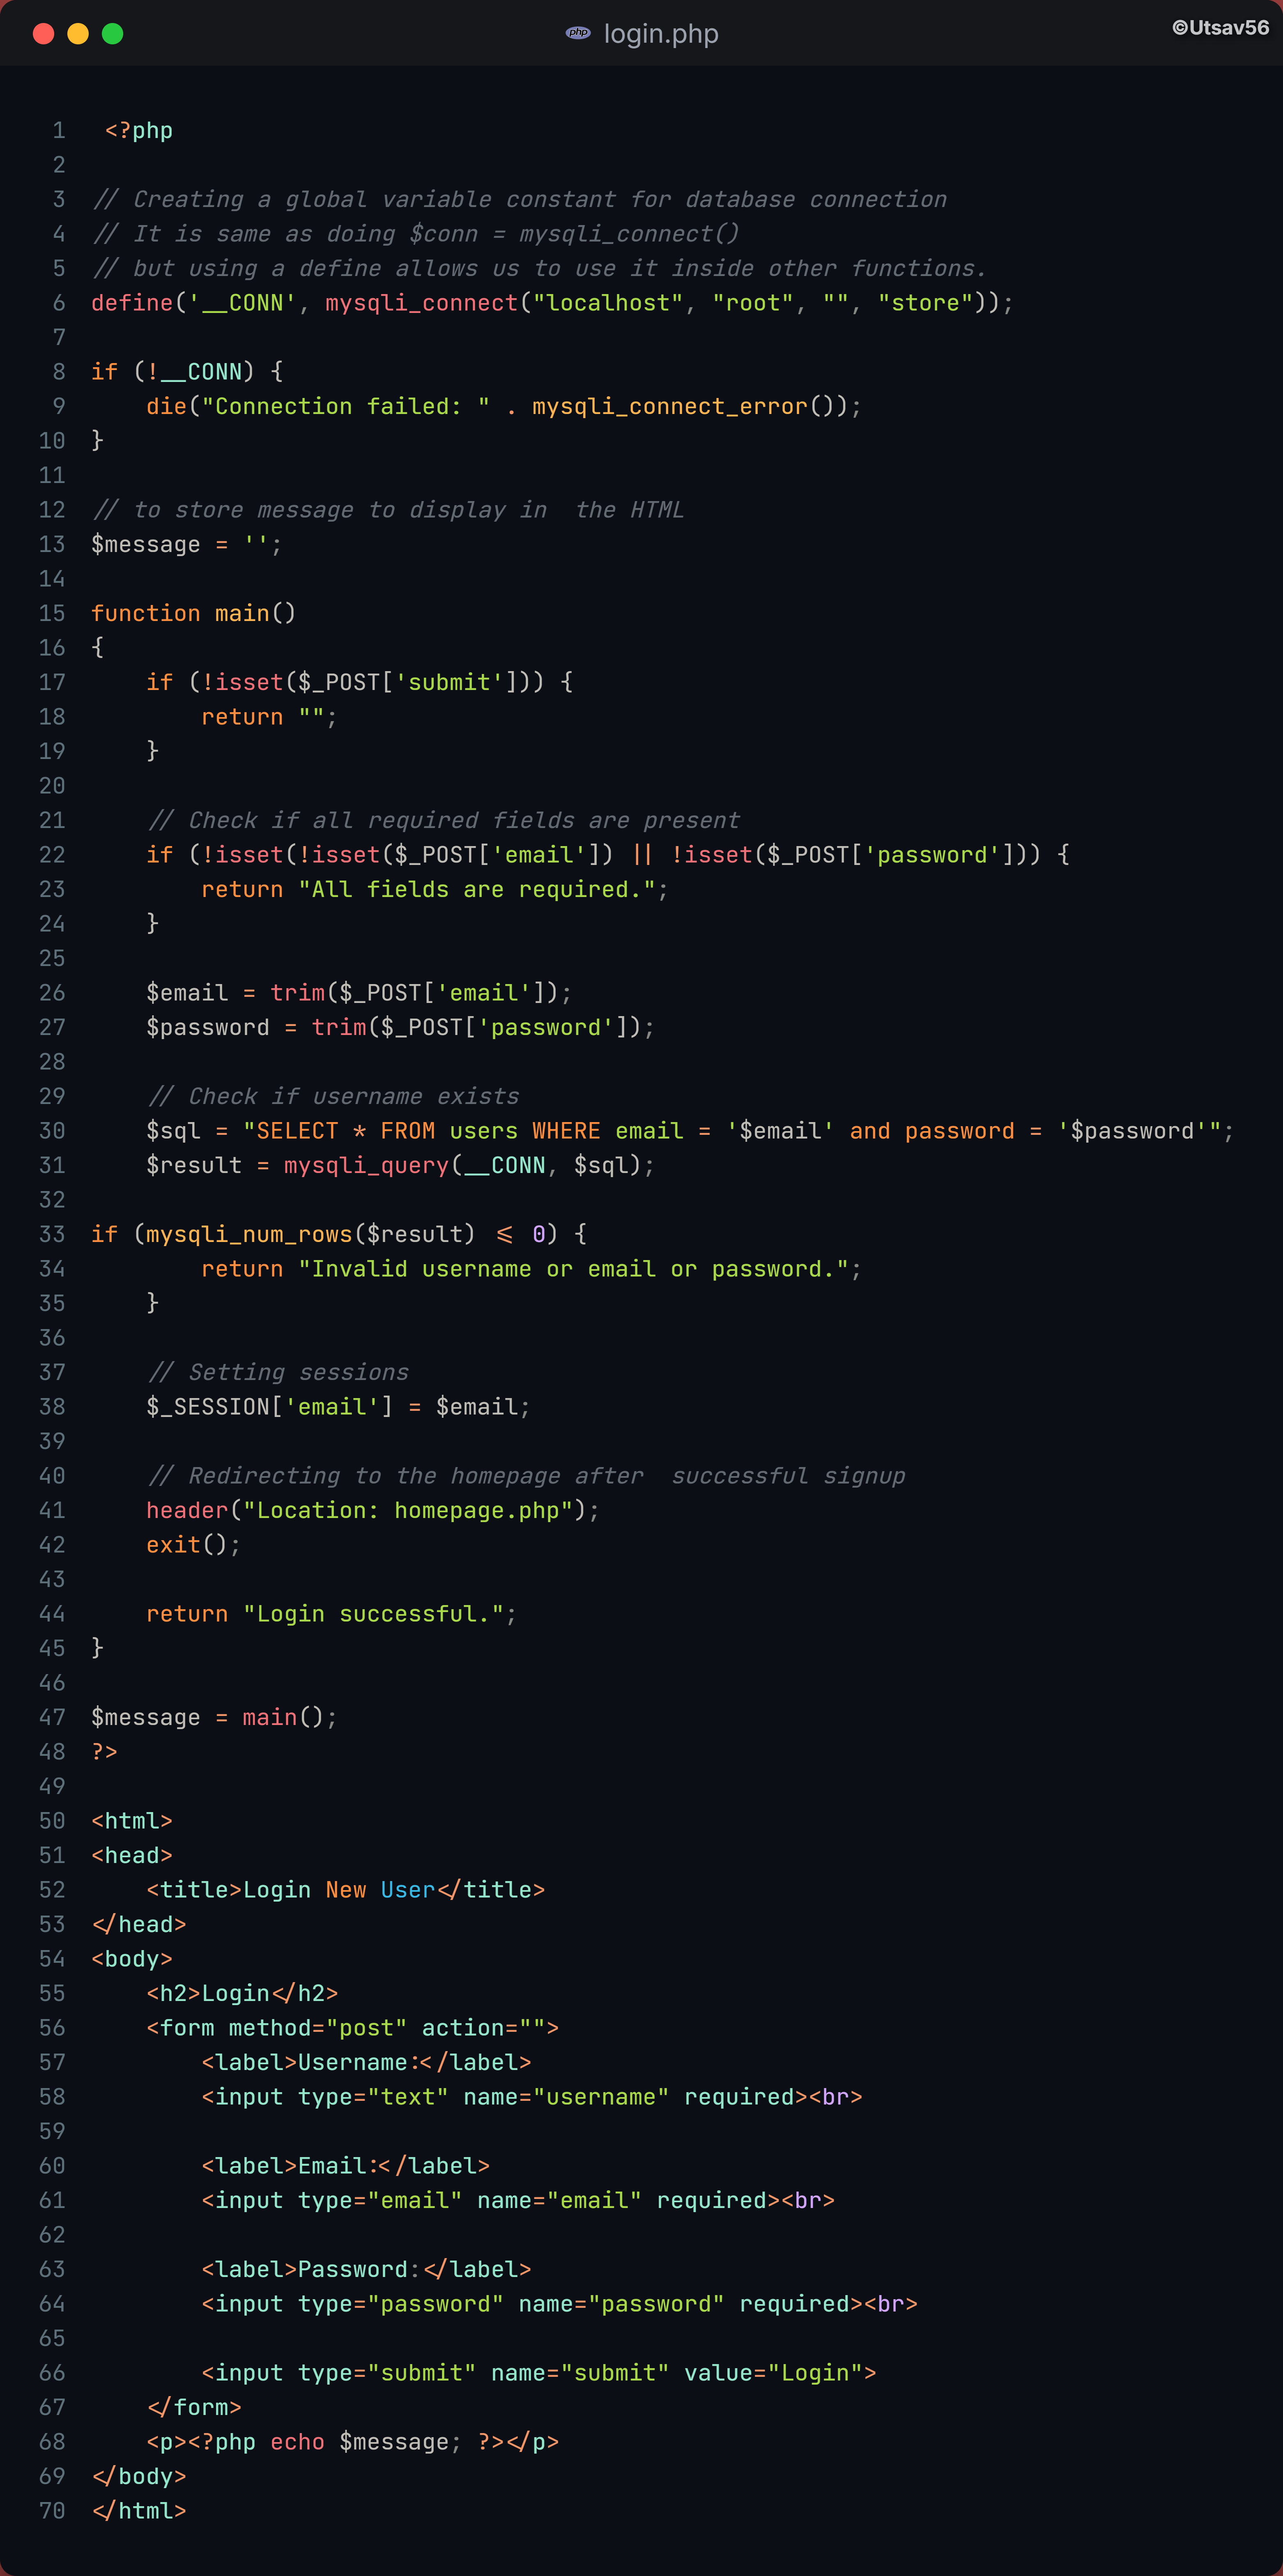 php login.php
©Utsav56
1 <?php
2
3 // Creating a global variable constant for database connection
4 // It is same as doing $conn = mysqli_connect()
5 // but using a define allows us to use it inside other functions.
6 define('__CONN', mysqli_connect("localhost", "root", "", "store"));
7
8 if (!__CONN) {
9     die("Connection failed: " . mysqli_connect_error());
10 }
11
12 // to store message to display in  the HTML
13 $message = '';
14
15 function main()
16 {
17     if (!isset($_POST['submit'])) {
18         return "";
19     }
20
21     // Check if all required fields are present
22     if (!isset(!isset($_POST['email']) || !isset($_POST['password'])) {
23         return "All fields are required.";
24     }
25
26     $email = trim($_POST['email']);
27     $password = trim($_POST['password']);
28
29     // Check if username exists
30     $sql = "SELECT * FROM users WHERE email = '$email' and password = '$password'";
31     $result = mysqli_query(__CONN, $sql);
32
33 if (mysqli_num_rows($result) <= 0) {
34         return "Invalid username or email or password.";
35     }
36
37     // Setting sessions
38     $_SESSION['email'] = $email;
39
40     // Redirecting to the homepage after  successful signup
41     header("Location: homepage.php");
42     exit();
43
44     return "Login successful.";
45 }
46
47 $message = main();
48 ?>
49
50 <html>
51 <head>
52     <title>Login New User</title>
53 </head>
54 <body>
55     <h2>Login</h2>
56     <form method="post" action="">
57         <label>Username:</label>
58         <input type="text" name="username" required><br>
59
60         <label>Email:</label>
61         <input type="email" name="email" required><br>
62
63         <label>Password:</label>
64         <input type="password" name="password" required><br>
65
66         <input type="submit" name="submit" value="Login">
67     </form>
68     <p><?php echo $message; ?></p>
69 </body>
70 </html>